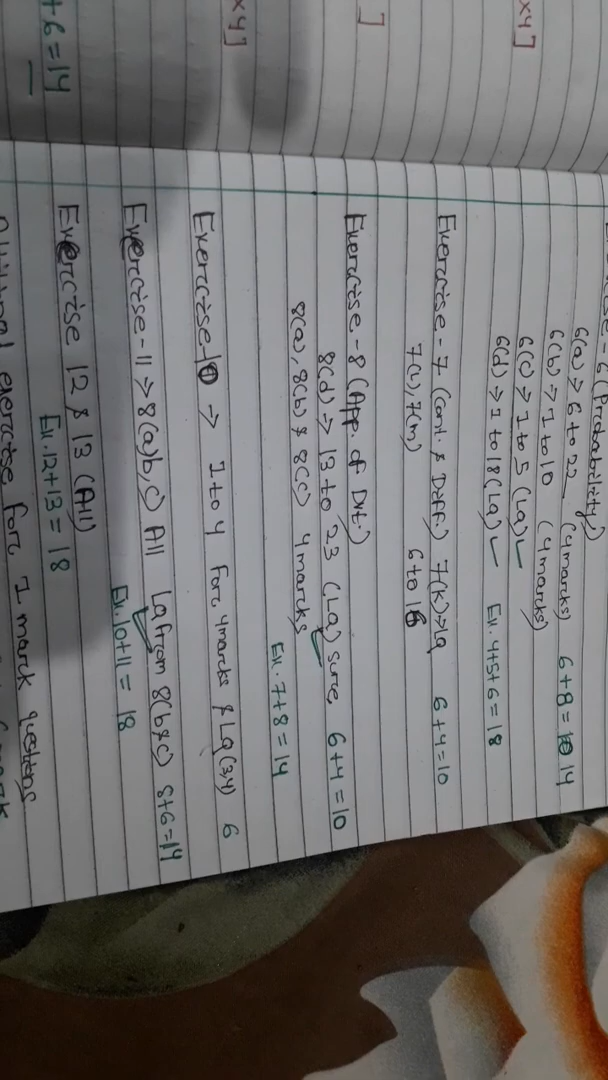 6 (Probability)
6(a) → 6 to 22 (4 marks) 6+8 = 14
6(b) → 1 to 10 (4 marks)
6(c) → 1 to 5 (LQ)
6(d) → 1 to 18 (LQ) Ex. 4+5+6 = 18
Exercise - 7 (Cont. & Diff.) 7(K)→LQ 6+4=10
7(m) 6 to 16
Exercise - 8 (App. of Dvt.)
8(d) → 13 to 23 (LQ) sure, 6+4=10
8(a), 8(b) & 8(c) 4 marks
Ex. 7+8 = 14
Exercise-10 → 1 to 4 for 4 marks & LQ (3,4) 6
Exercise - 11 → 8(a)b,c) All LQ from 8(b&c) 8+6=14
Ex. 10+11 = 18
Exercise 12 & 13 (All)
Ex. 12+13 = 18
exercise for 1 mark questions
x4]
x4]
]
+6=14